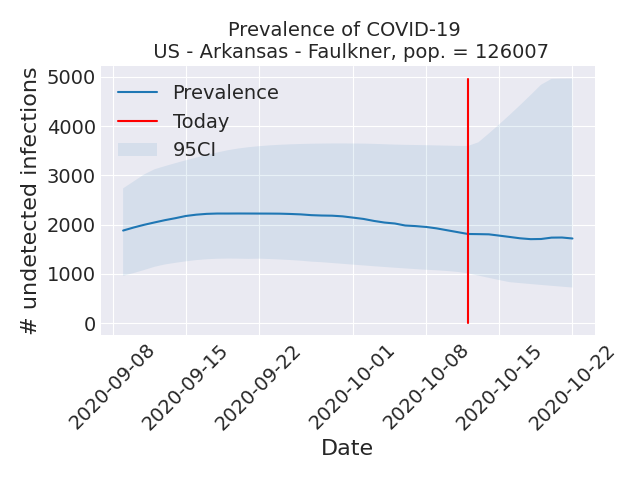 Prevalence of COVID-19
US - Arkansas - Faulkner, pop. = 126007
# undetected infections
5000
4000
3000
2000
1000
0
Prevalence
Today
95CI
2020-09-08
2020-09-15
2020-09-22
2020-10-01
2020-10-08
2020-10-15
2020-10-22
Date